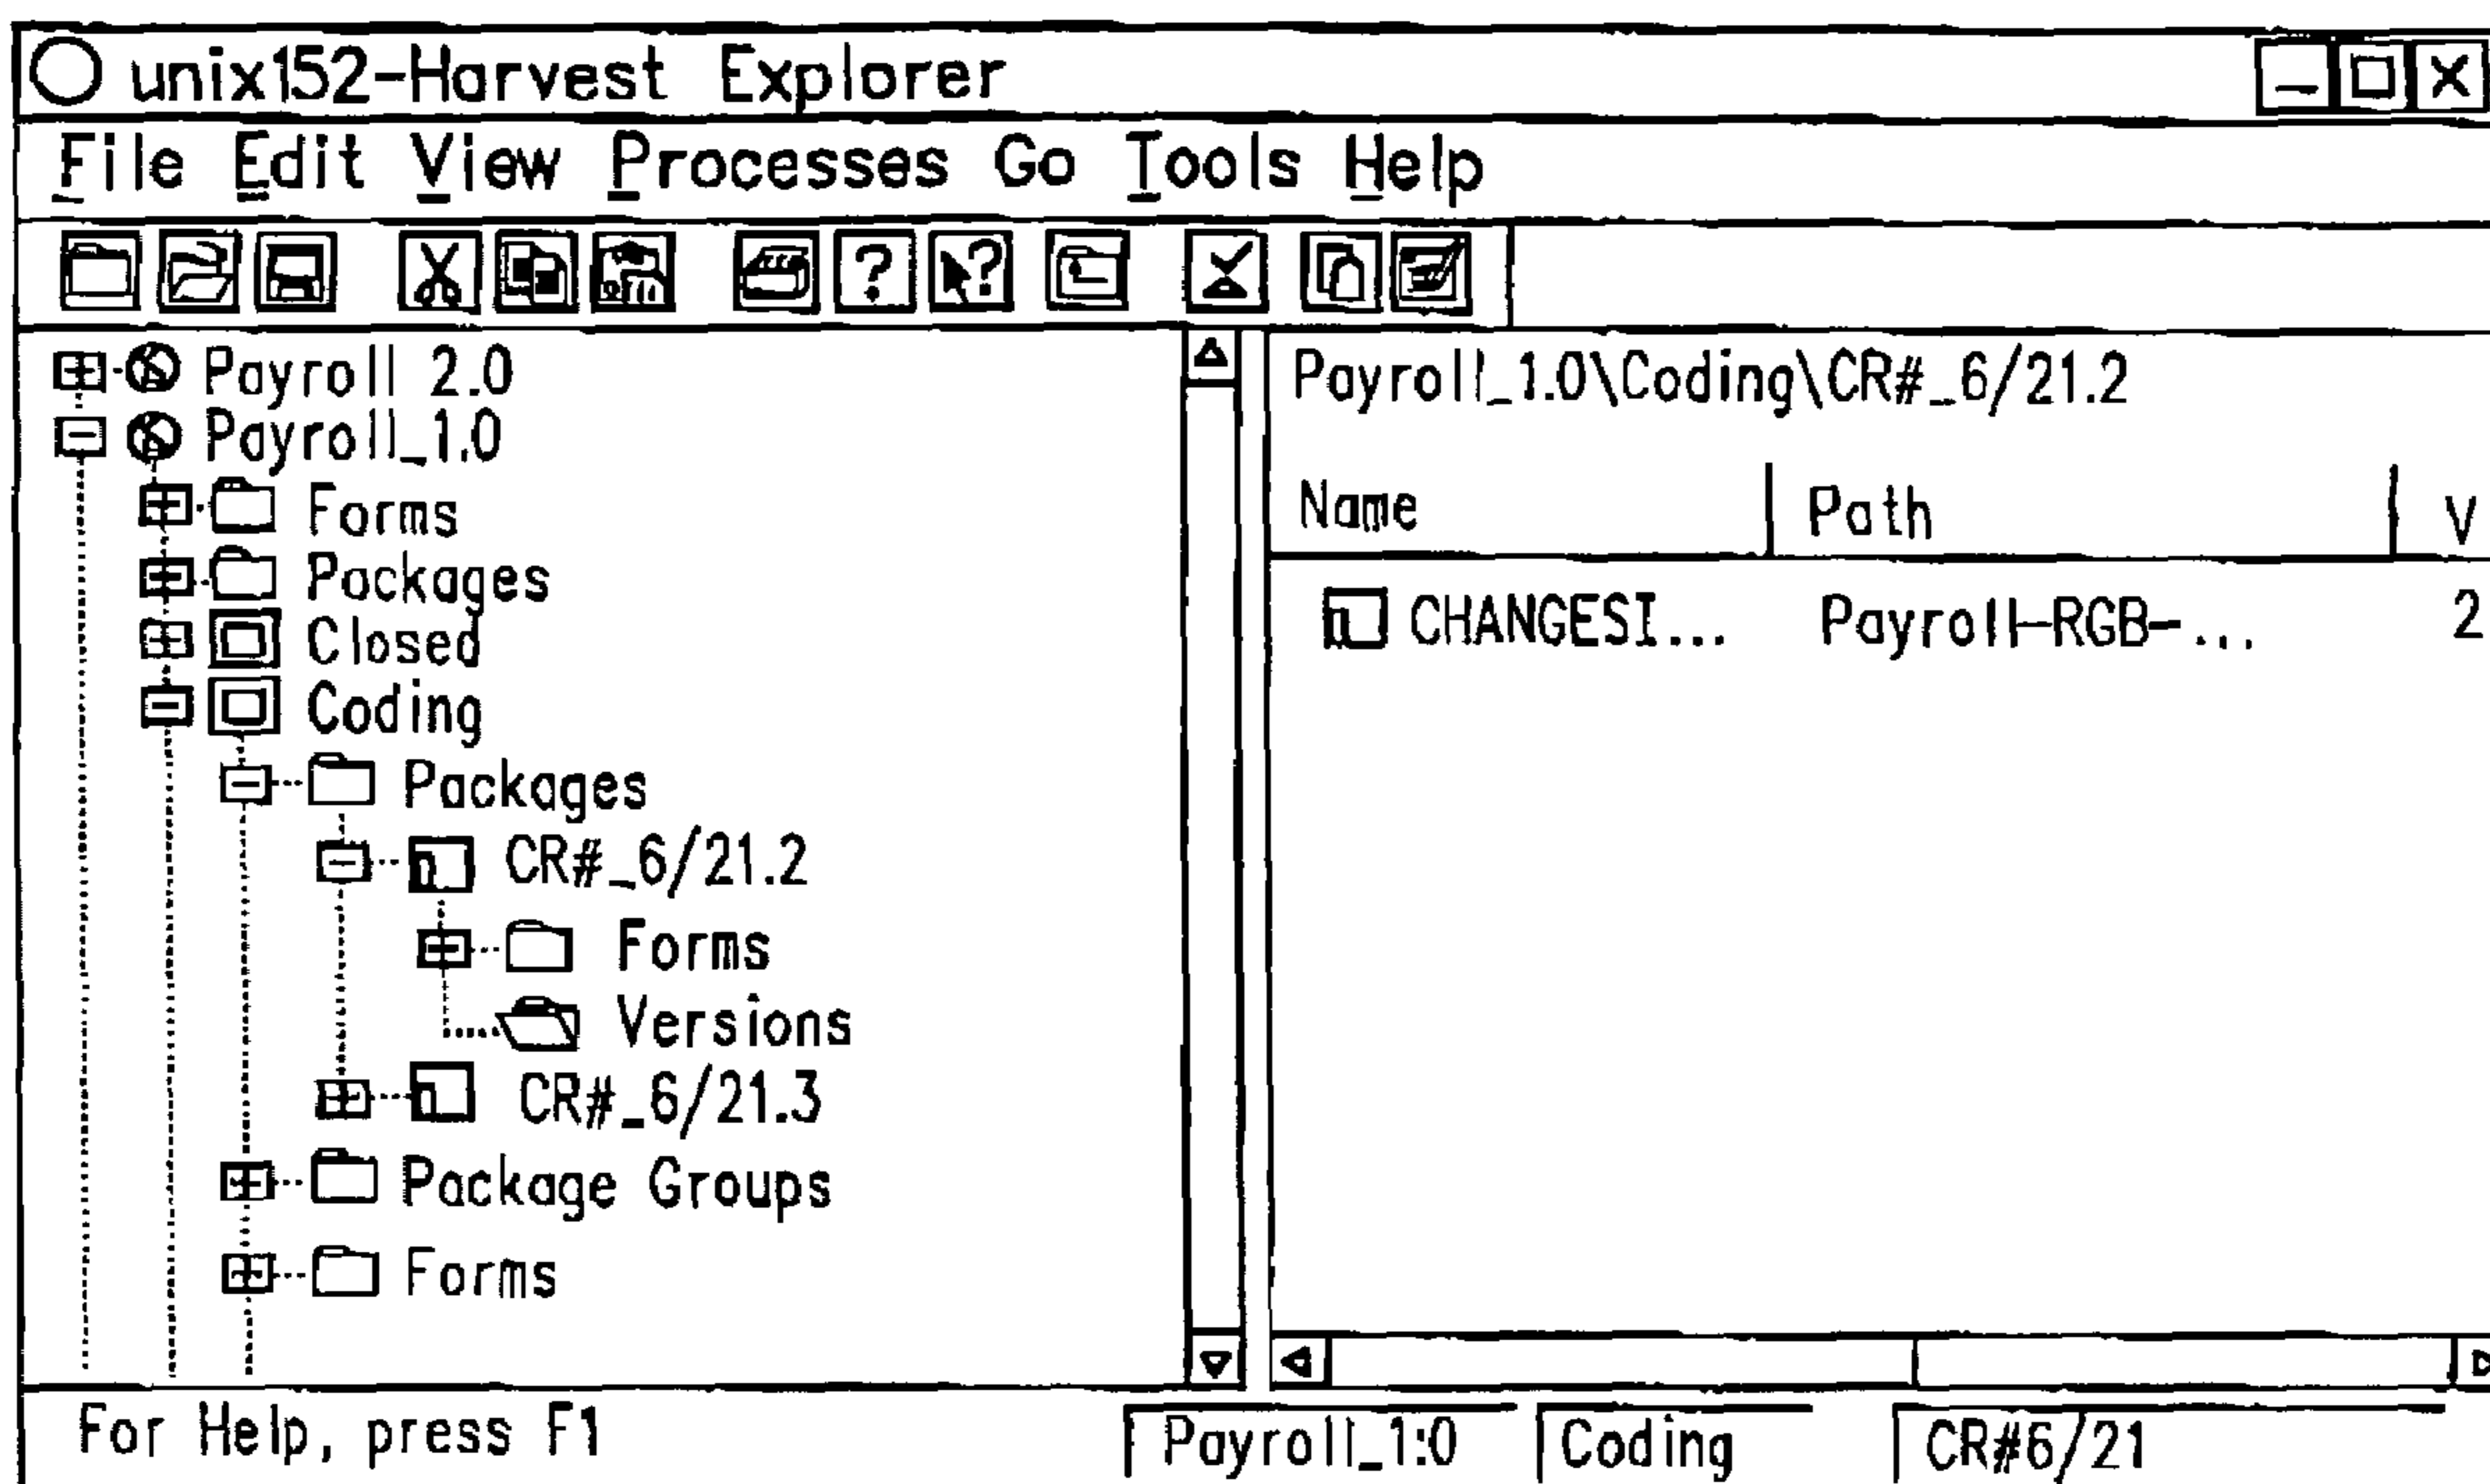 unix152-Harvest Explorer
File Edit View Processes Go Tools Help
Payroll 2.0
Payroll_1.0
Forms
Packages
Closed
Coding
Packages
CR#_6/21.2
Forms
Versions
CR#_6/21.3
Package Groups
Forms
Payroll_1.0\Coding\CR#_6/21.2
Name Path V
CHANGESI... Payroll-RGB-... 2
For Help, press F1 Payroll_1:0 Coding CR#6/21